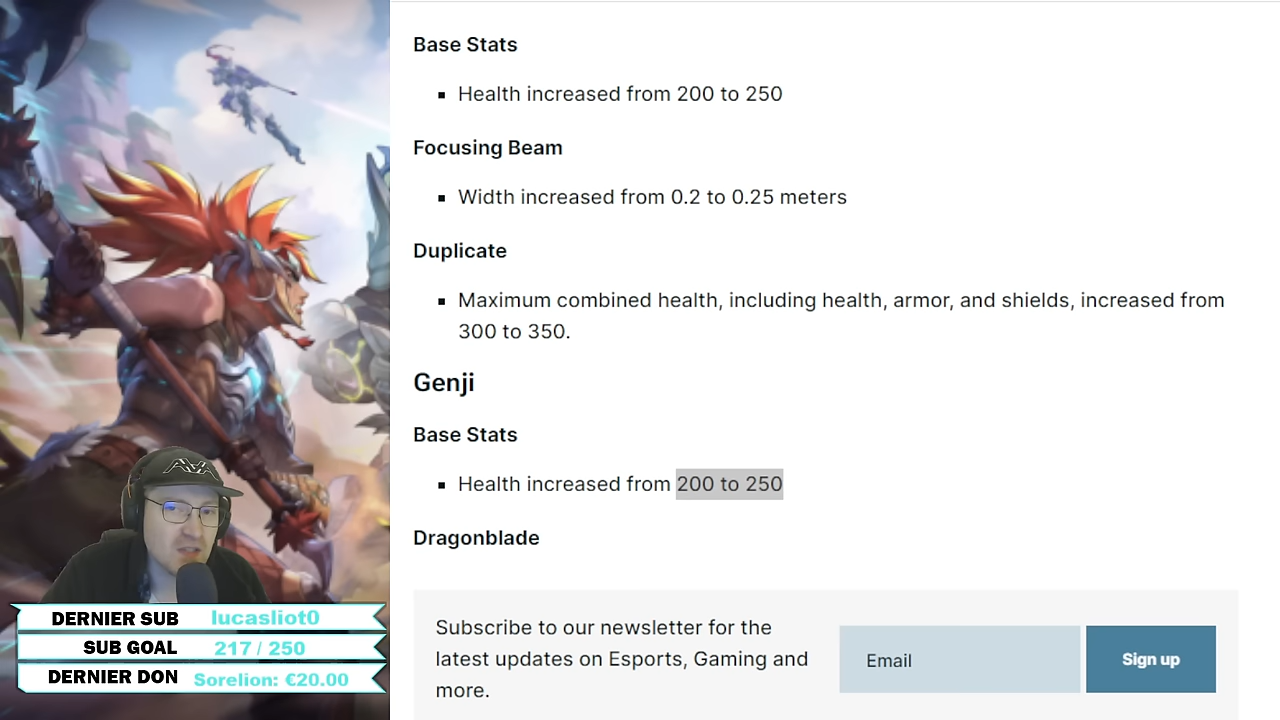 Base Stats
Health increased from 200 to 250
Focusing Beam
Width increased from 0.2 to 0.25 meters
Duplicate
Maximum combined health, including health, armor, and shields, increased from
300 to 350.
Genji
Base Stats
Health increased from 200 to 250
Dragonblade
Subscribe to our newsletter for the
latest updates on Esports, Gaming and
more.
Email
Sign up
AVA
DERNIER SUB lucasliot0
SUB GOAL 217 / 250
DERNIER DON Sorelion: €20.00